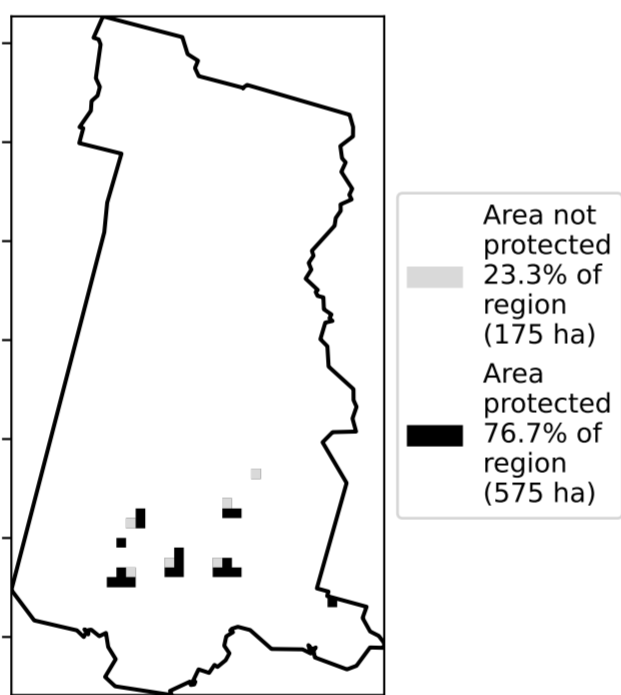 Area not
protected
23.3% of
region
(175 ha)
Area
protected
76.7% of
region
(575 ha)